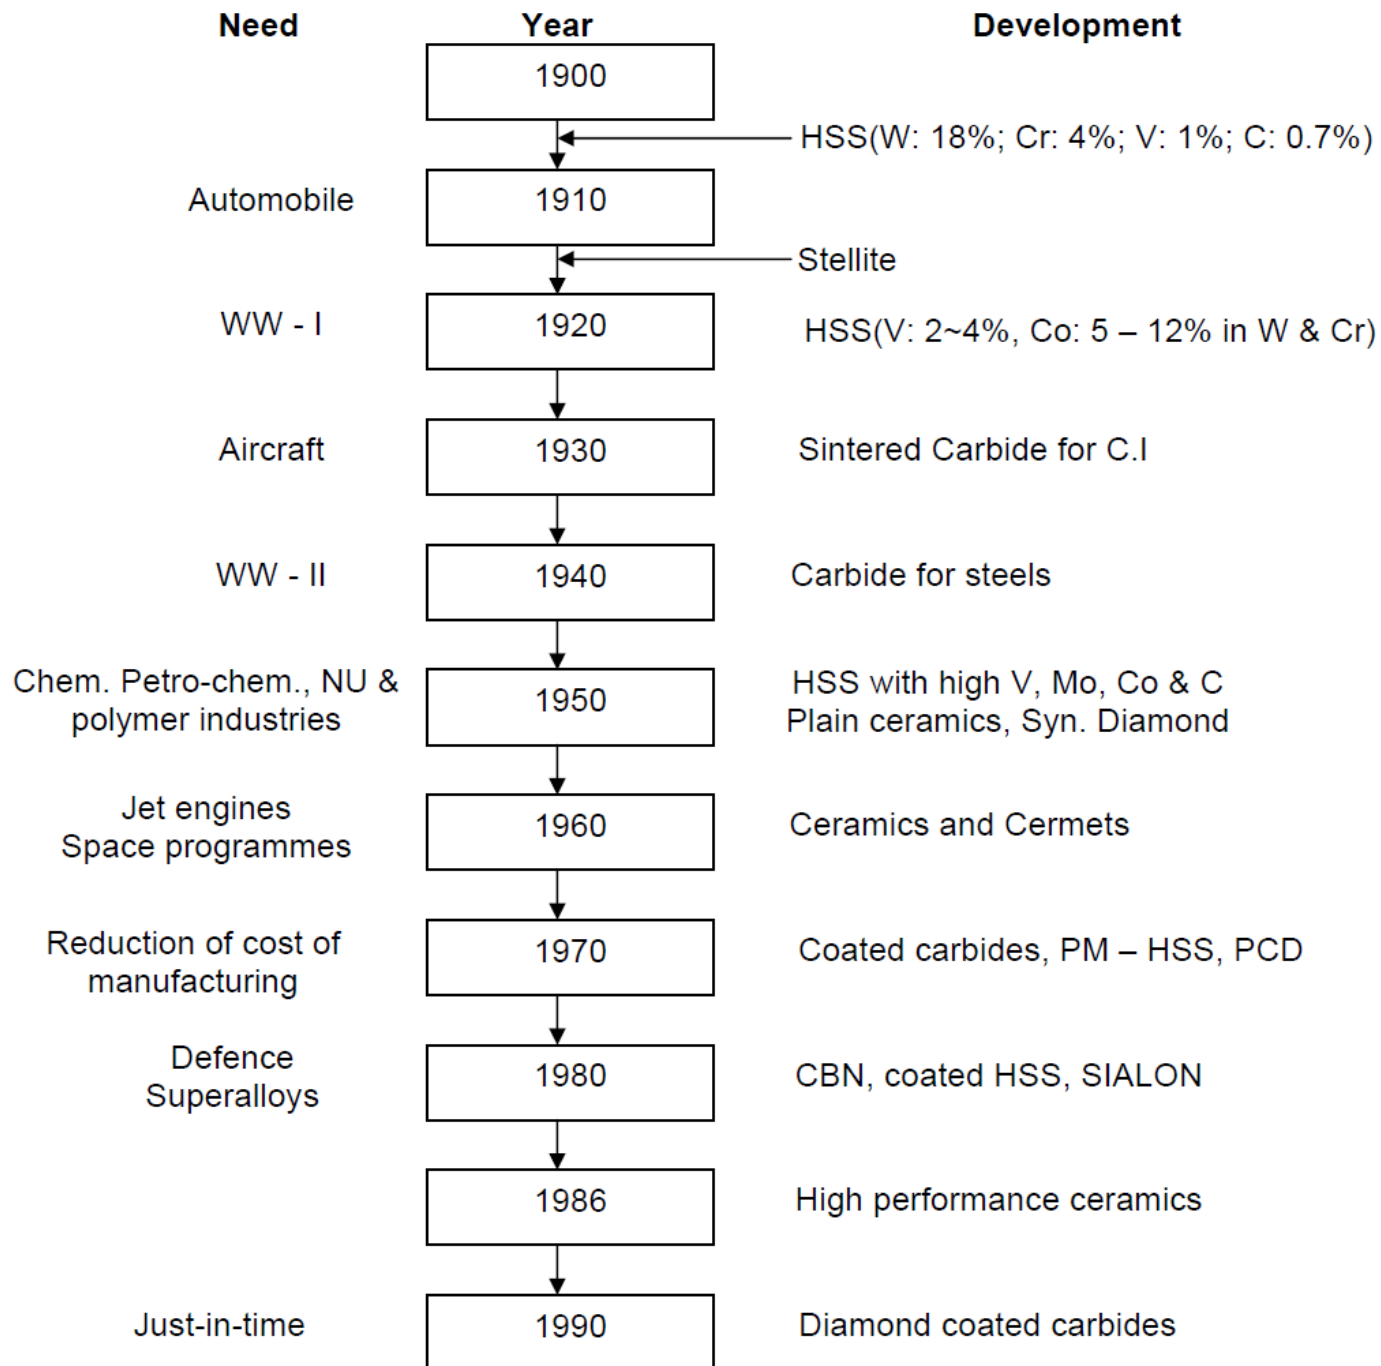 Need Year Development
1900
HSS(W: 18%; Cr: 4%; V: 1%; C: 0.7%)
Automobile 1910
Stellite
WW - I 1920 HSS(V: 2~4%, Co: 5 – 12% in W & Cr)
Aircraft 1930 Sintered Carbide for C.I
WW - II 1940 Carbide for steels
Chem. Petro-chem., NU &
polymer industries
1950
HSS with high V, Mo, Co & C
Plain ceramics, Syn. Diamond
Jet engines
Space programmes
1960
Ceramics and Cermets
Reduction of cost of
manufacturing
1970
Coated carbides, PM – HSS, PCD
Defence
Superalloys
1980
CBN, coated HSS, SIALON
1986 High performance ceramics
Just-in-time 1990 Diamond coated carbides